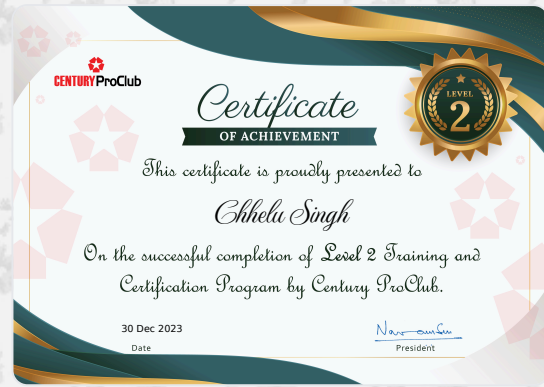 CENTURY ProClub
Certificate
OF ACHIEVEMENT
LEVEL
2
This certificate is proudly presented to
Chhelu Singh
On the successful completion of Level 2 Training and
Certification Program by Century ProClub.
30 Dec 2023
Date
President